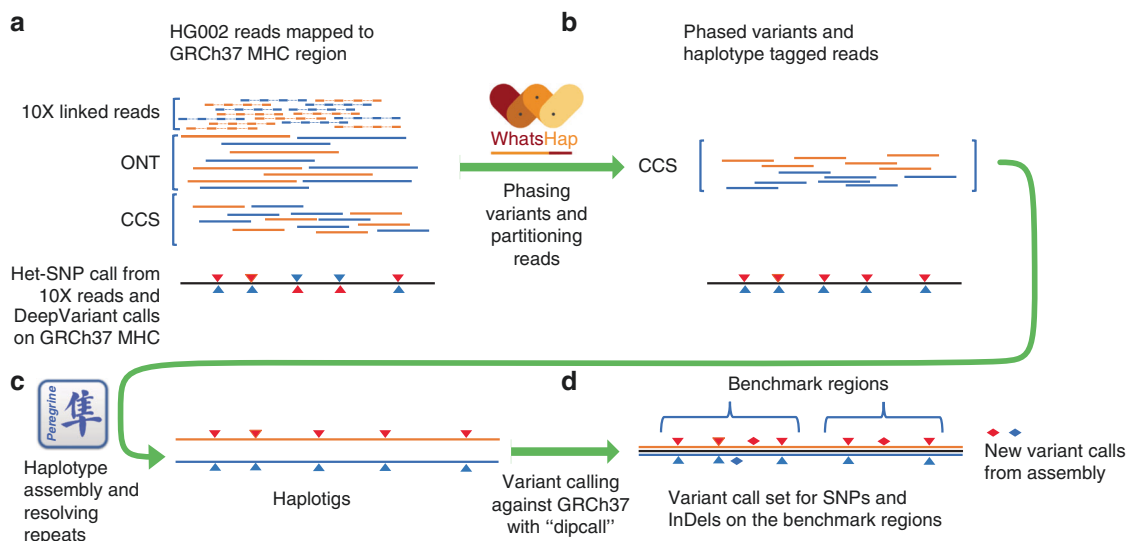 a
HG002 reads mapped to
GRCh37 MHC region
10X linked reads
ONT
CCS
Het-SNP call from
10X reads and
DeepVariant calls
on GRCh37 MHC
WhatsHap
Phasing
variants and
partitioning
reads
b
Phased variants and
haplotype tagged reads
CCS
c
Peregrine
隼
Haplotype
assembly and
resolving
repeats
Haplotigs
Variant calling
against GRCh37
with ‘‘dipcall’’
d
Benchmark regions
New variant calls
from assembly
Variant call set for SNPs and
InDels on the benchmark regions